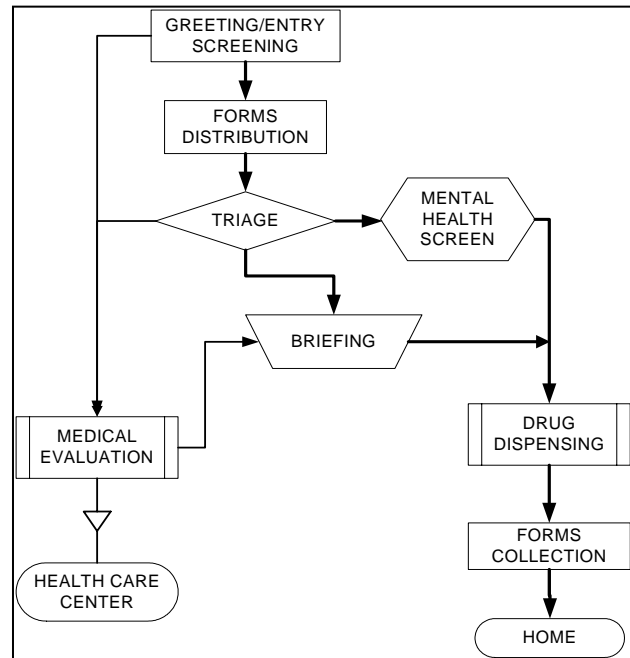 GREETING/ENTRY
SCREENING
FORMS
DISTRIBUTION
TRIAGE
MENTAL
HEALTH
SCREEN
BRIEFING
MEDICAL
EVALUATION
DRUG
DISPENSING
FORMS
COLLECTION
HEALTH CARE
CENTER
HOME